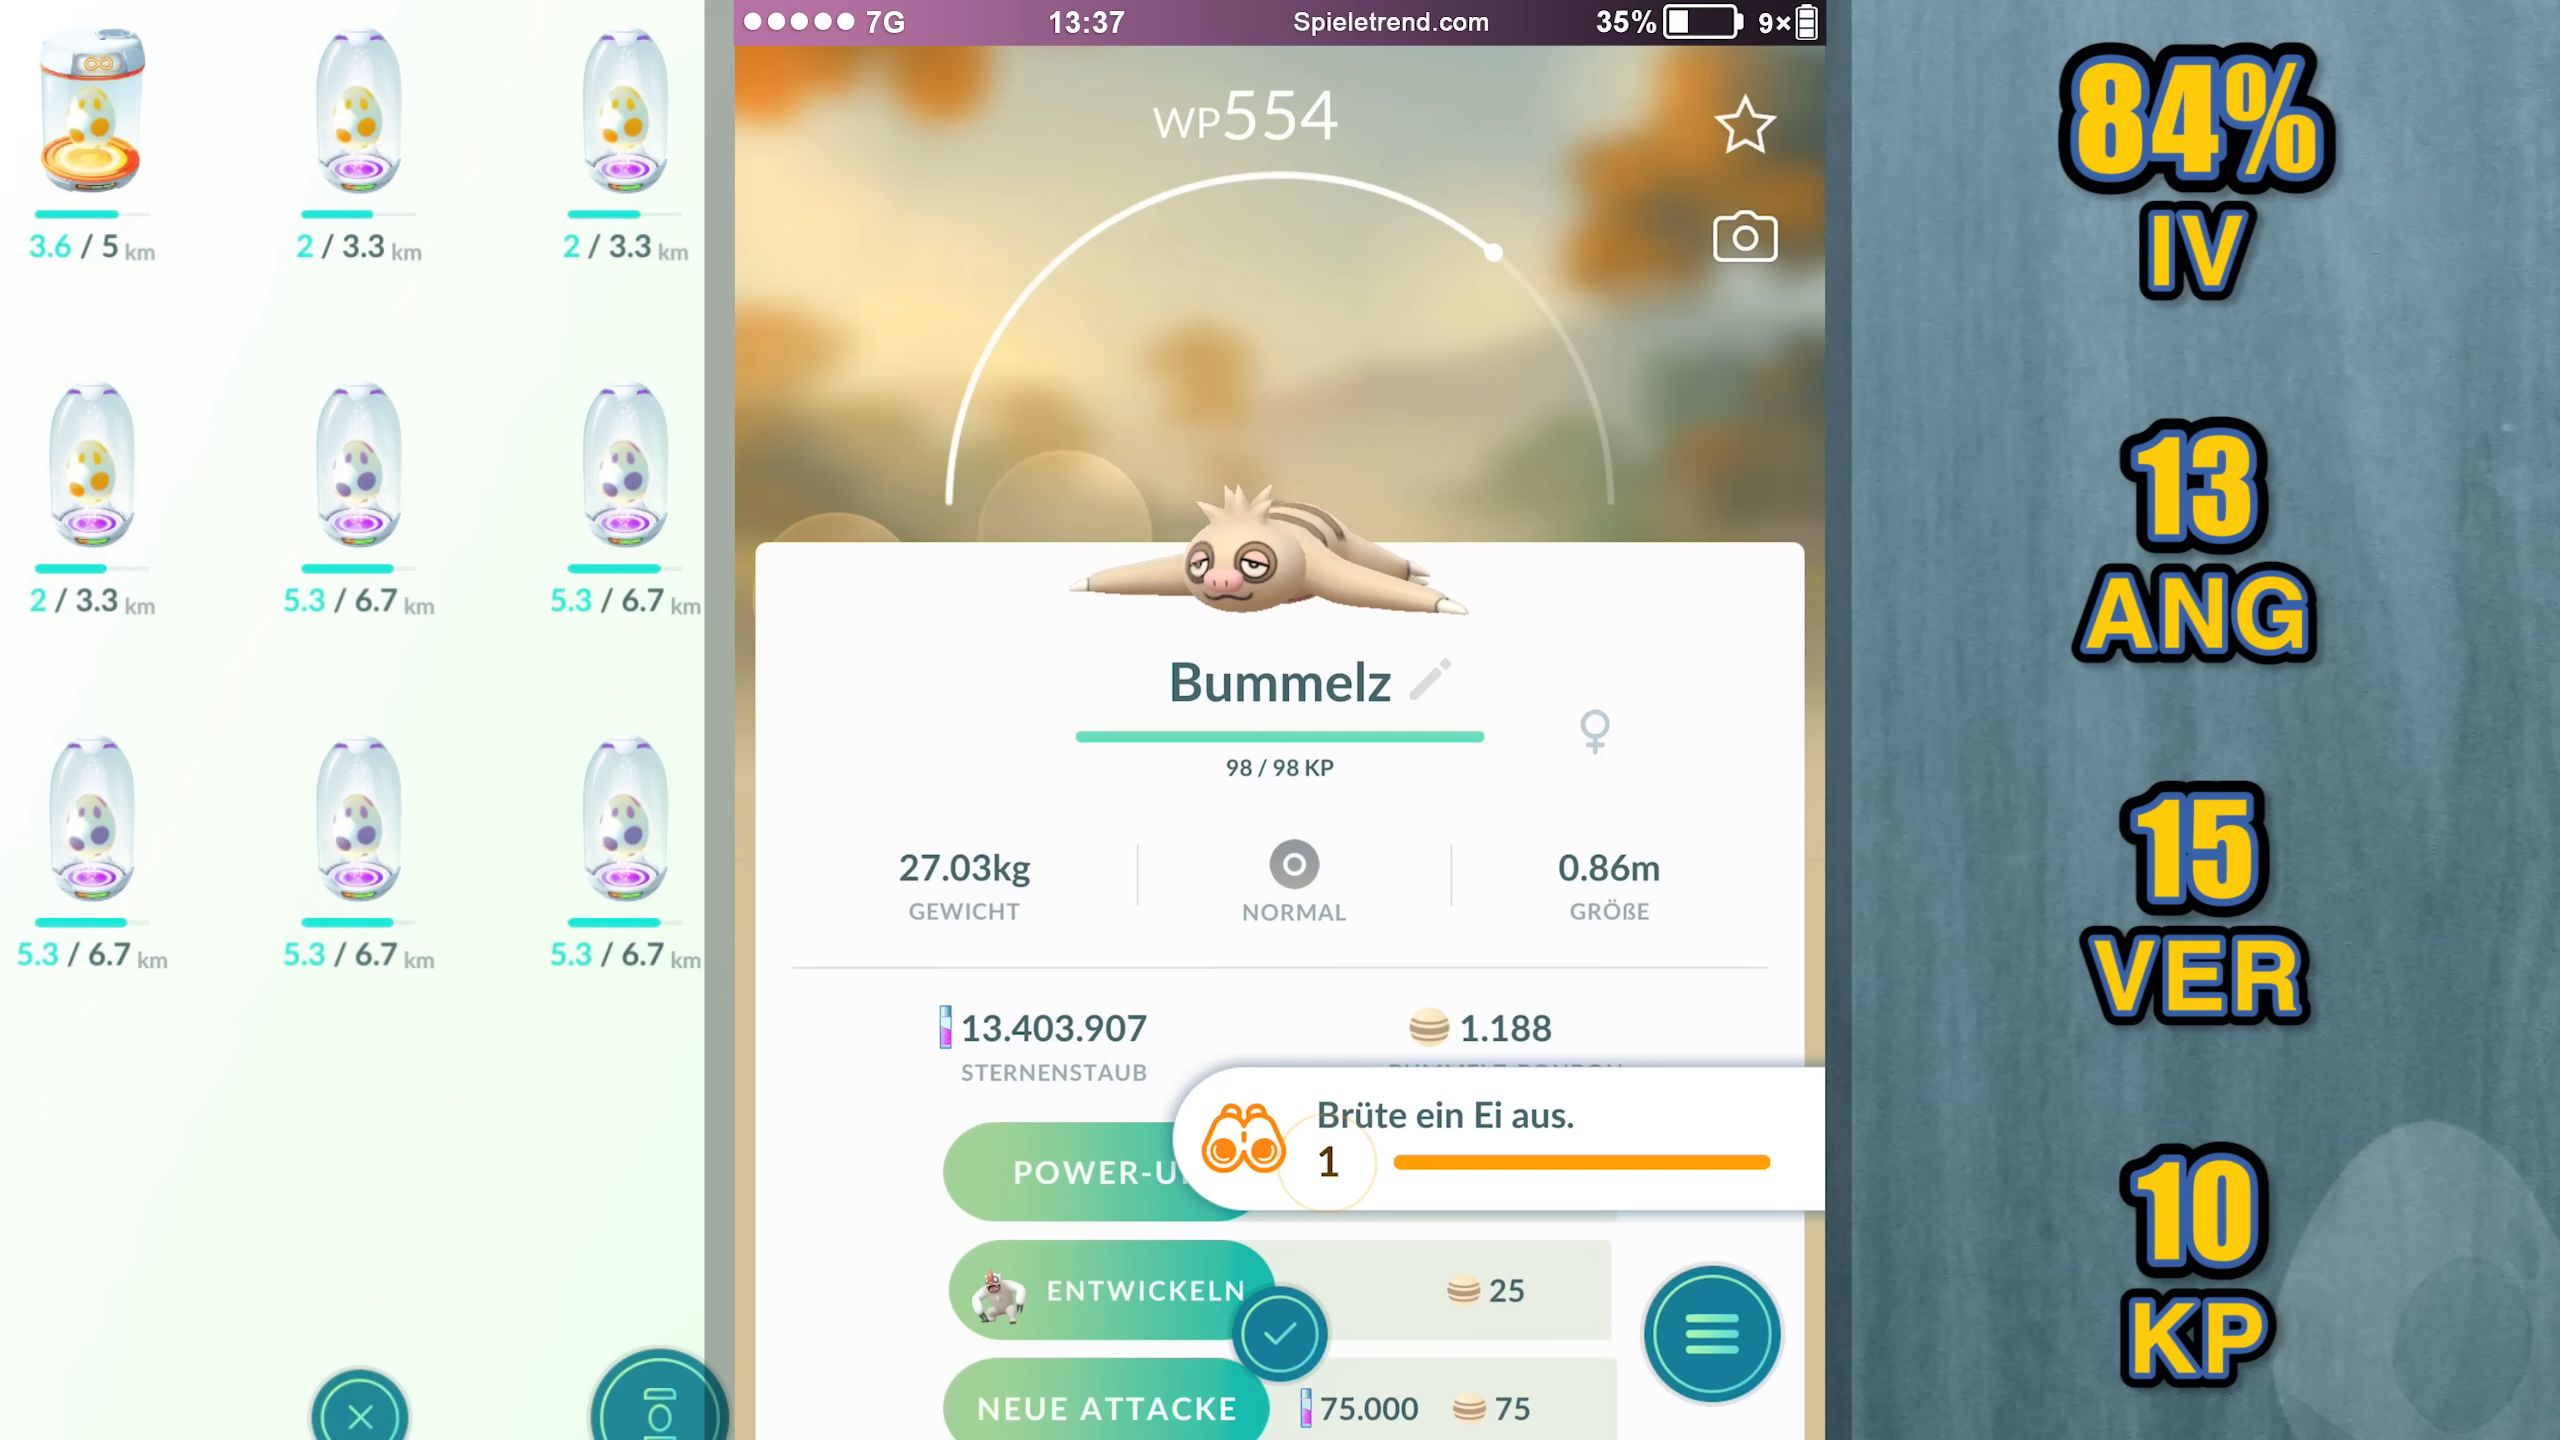 3.6 / 5 km
2 / 3.3 km
2 / 3.3 km
2 / 3.3 km
5.3 / 6.7 km
5.3 / 6.7 km
5.3 / 6.7 km
5.3 / 6.7 km
5.3 / 6.7 km
7G 13:37 Spieletrend.com 35% 9×
WP554
Bummelz
98 / 98 KP
27.03kg
GEWICHT
NORMAL
0.86m
GRÖßE
13.403.907
STERNENSTAUB
1.188
Brüte ein Ei aus.
1
POWER-U
ENTWICKELN 25
NEUE ATTACKE 75.000 75
84%
IV
13
ANG
15
VER
10
KP